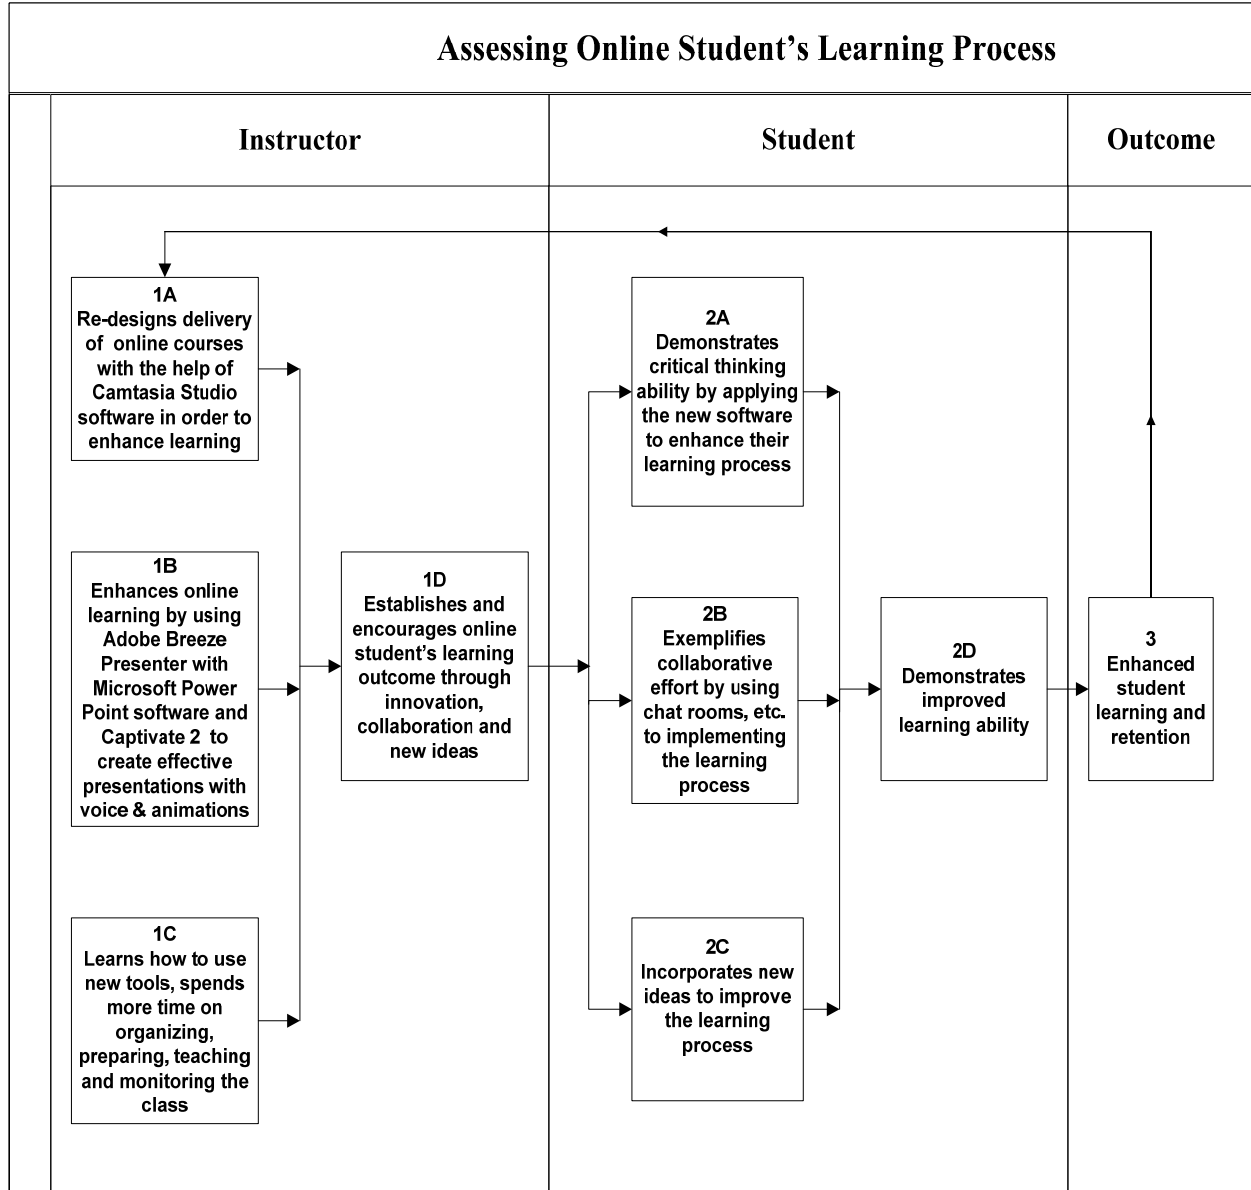 Assessing Online Student’s Learning Process
Instructor
Student
Outcome
1A
Re-designs delivery
of online courses
with the help of
Camtasia Studio
software in order to
enhance learning
1B
Enhances online
learning by using
Adobe Breeze
Presenter with
Microsoft Power
Point software and
Captivate 2 to
create effective
presentations with
voice & animations
1C
Learns how to use
new tools, spends
more time on
organizing,
preparing, teaching
and monitoring the
class
1D
Establishes and
encourages online
student’s learning
outcome through
innovation,
collaboration and
new ideas
2A
Demonstrates
critical thinking
ability by applying
the new software
to enhance their
learning process
2B
Exemplifies
collaborative
effort by using
chat rooms, etc.
to implementing
the learning
process
2C
Incorporates new
ideas to improve
the learning
process
2D
Demonstrates
improved
learning ability
3
Enhanced
student
learning and
retention